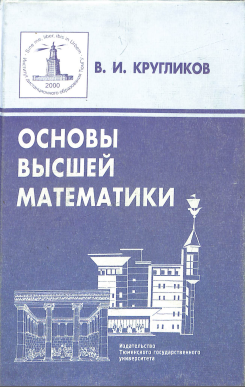 2000
В. И. КРУГЛИКОВ
ОСНОВЫ
ВЫСШЕЙ
МАТЕМАТИКИ
Издательство
Тюменского государственного
университета